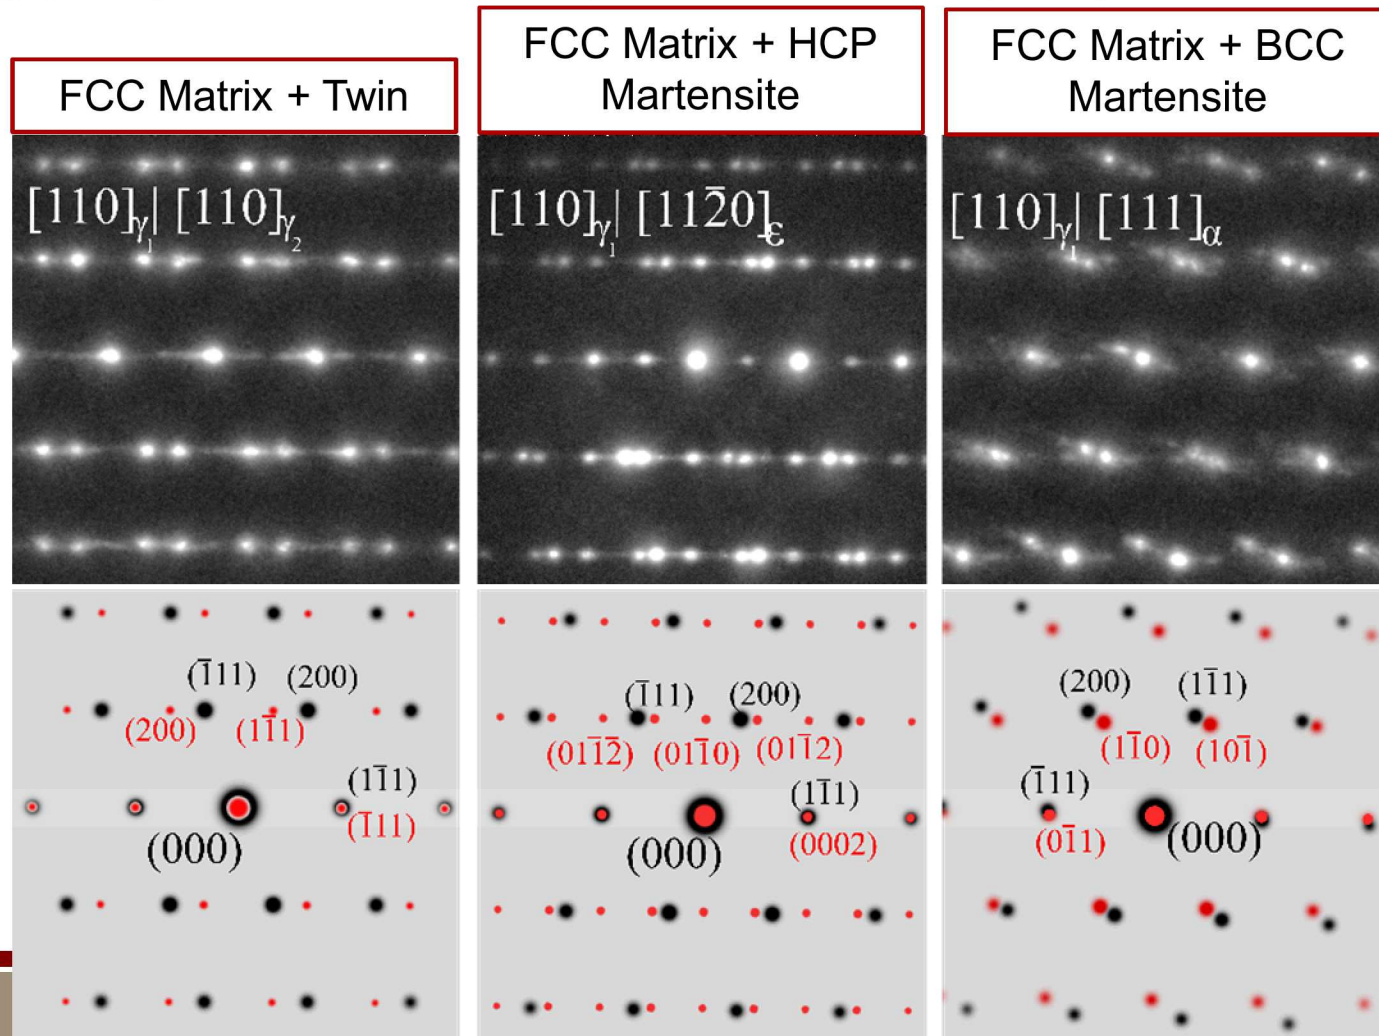 FCC Matrix + Twin
FCC Matrix + HCP
Martensite
FCC Matrix + BCC
Martensite
[110]γ₁| [110]γ₂
[110]γ₁| [112̄0]ε
[110]γ₁| [111]α
(1̄11) (200)
(200) (11̄1)
(11̄1)
(1̄11)
(000)
(1̄11) (200)
(011̄2̄) (011̄0) (011̄2)
(11̄1)
(0002)
(000)
(200) (11̄1)
(11̄0) (101̄)
(1̄11)
(01̄1)
(000)